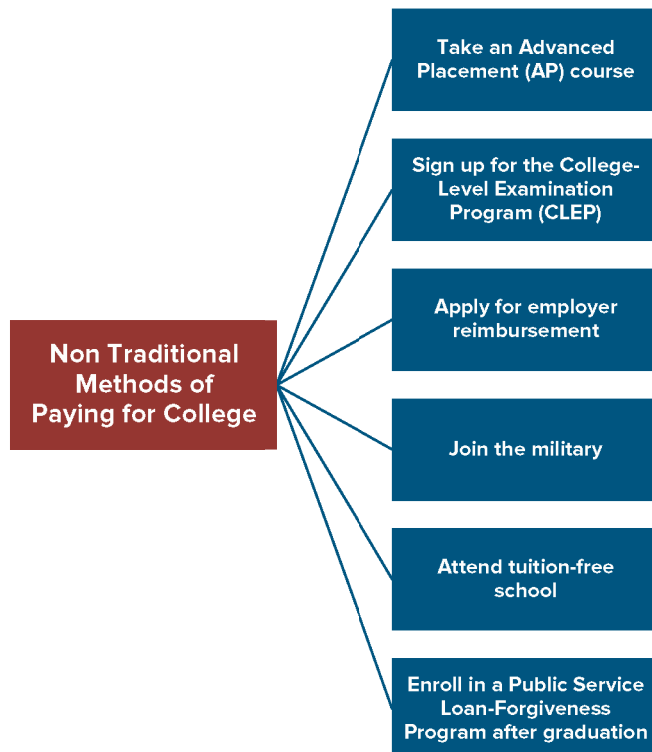 Take an Advanced
Placement (AP) course
Sign up for the College-
Level Examination
Program (CLEP)
Apply for employer
reimbursement
Non Traditional
Methods of
Paying for College
Join the military
Attend tuition-free
school
Enroll in a Public Service
Loan-Forgiveness
Program after graduation